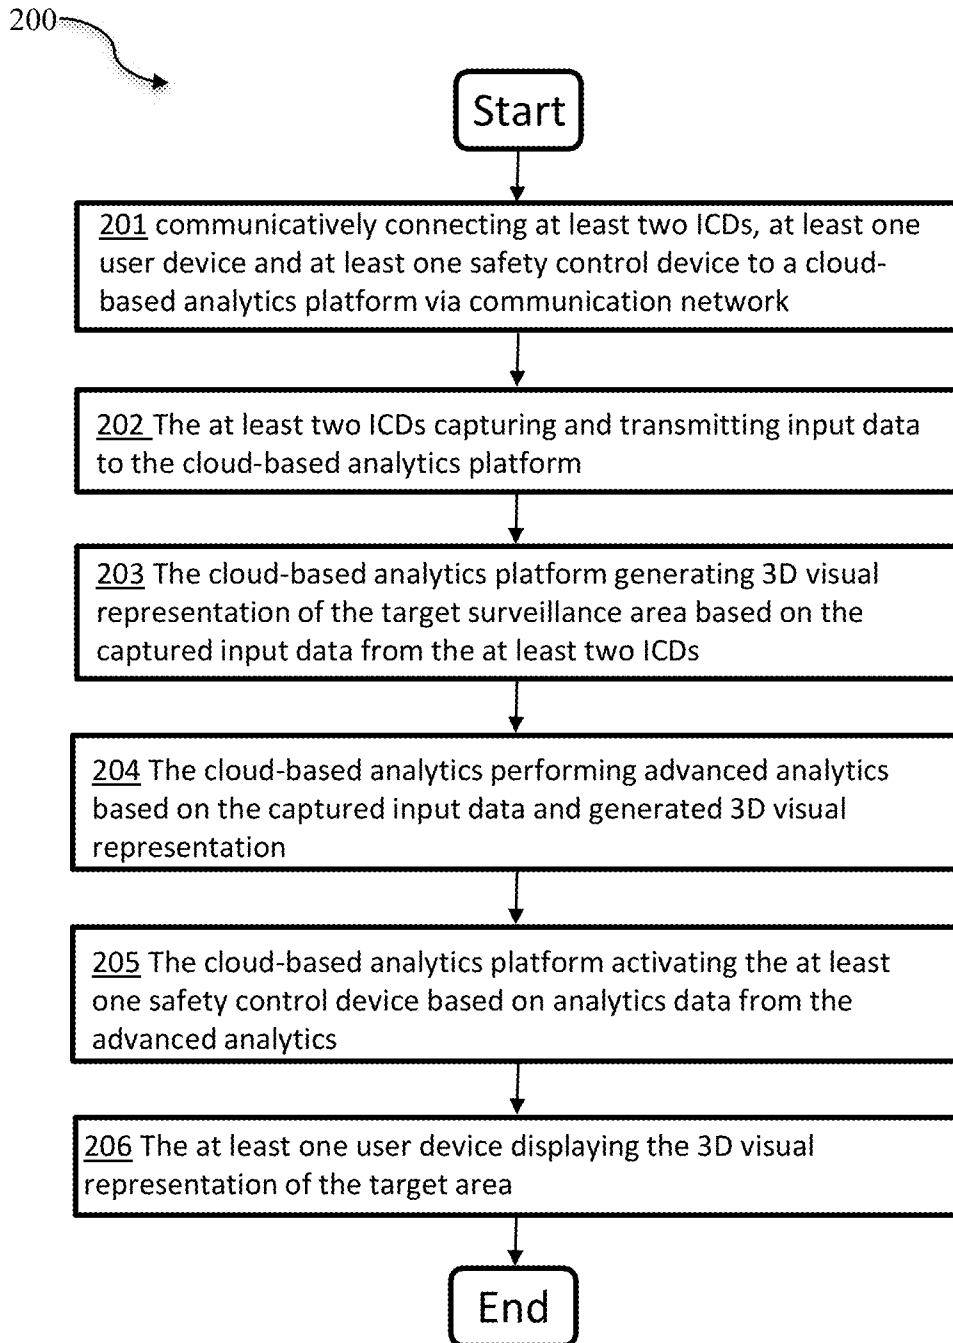 200
Start
201 communicatively connecting at least two ICDs, at least one
user device and at least one safety control device to a cloud-
based analytics platform via communication network
202 The at least two ICDs capturing and transmitting input data
to the cloud-based analytics platform
203 The cloud-based analytics platform generating 3D visual
representation of the target surveillance area based on the
captured input data from the at least two ICDs
204 The cloud-based analytics performing advanced analytics
based on the captured input data and generated 3D visual
representation
205 The cloud-based analytics platform activating the at least
one safety control device based on analytics data from the
advanced analytics
206 The at least one user device displaying the 3D visual
representation of the target area
End